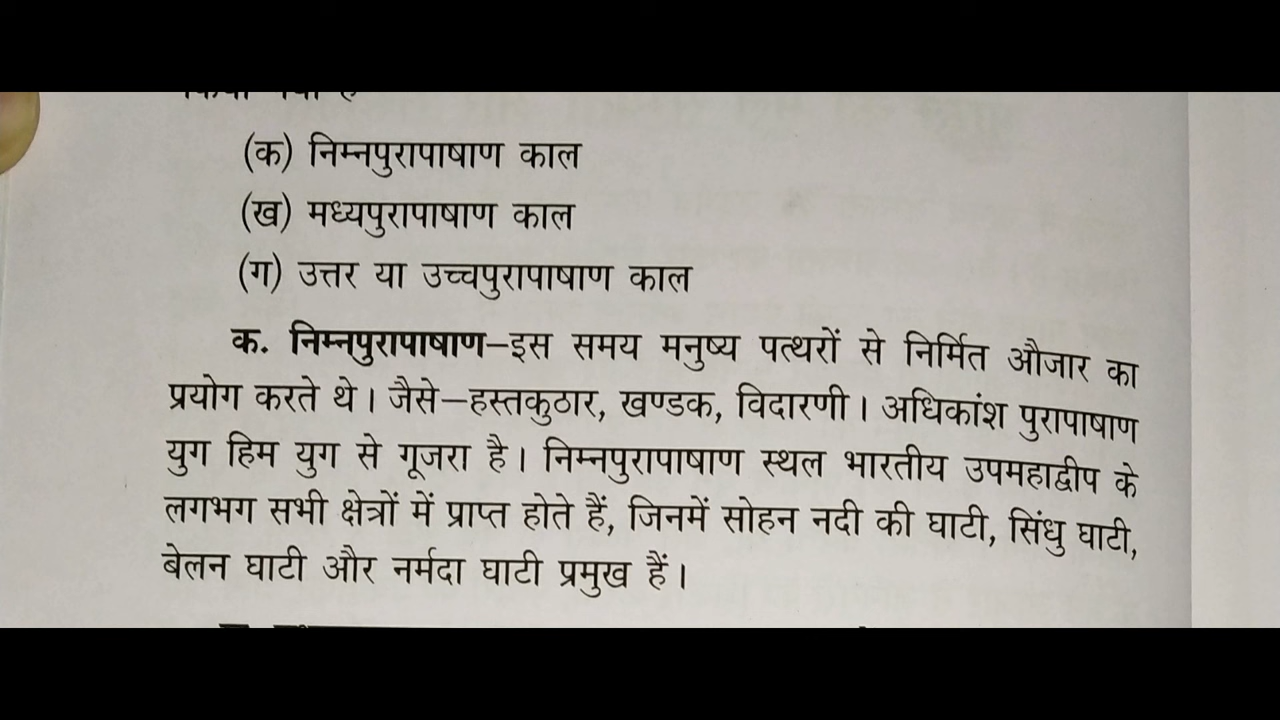 (क) निम्नपुरापाषाण काल
(ख) मध्यपुरापाषाण काल
(ग) उत्तर या उच्चपुरापाषाण काल
क. निम्नपुरापाषाण–इस समय मनुष्य पत्थरों से निर्मित औजार का
प्रयोग करते थे। जैसे–हस्तकुठार, खण्डक, विदारणी। अधिकांश पुरापाषाण
युग हिम युग से गूजरा है। निम्नपुरापाषाण स्थल भारतीय उपमहाद्वीप के
लगभग सभी क्षेत्रों में प्राप्त होते हैं, जिनमें सोहन नदी की घाटी, सिंधु घाटी,
बेलन घाटी और नर्मदा घाटी प्रमुख हैं।